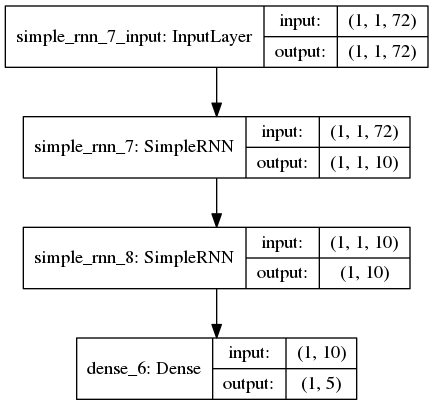 simple_rnn_7_input: InputLayer
input:
(1, 1, 72)
output:
(1, 1, 72)
simple_rnn_7: SimpleRNN
input:
(1, 1, 72)
output:
(1, 1, 10)
simple_rnn_8: SimpleRNN
input:
(1, 1, 10)
output:
(1, 10)
dense_6: Dense
input:
(1, 10)
output:
(1, 5)